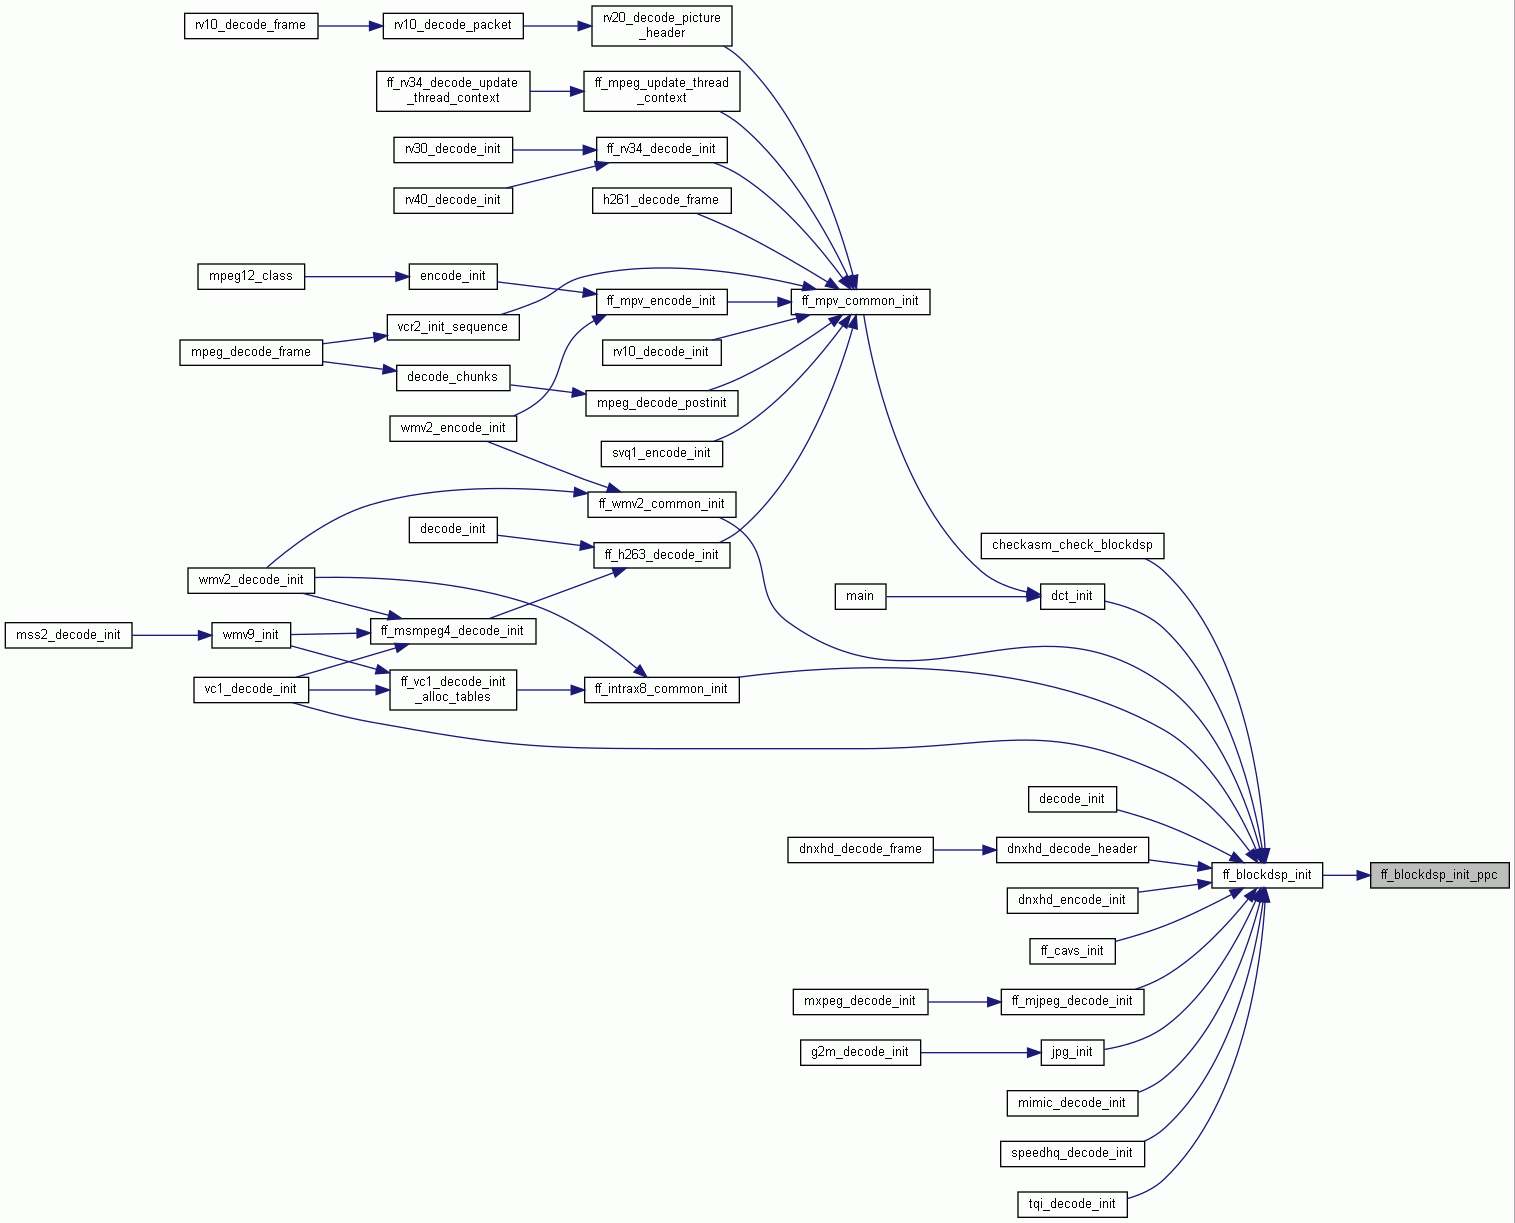 rv10_decode_frame
rv10_decode_packet
rv20_decode_picture
_header
ff_rv34_decode_update
_thread_context
ff_mpeg_update_thread
_context
rv30_decode_init
ff_rv34_decode_init
rv40_decode_init
h261_decode_frame
mpeg12_class
encode_init
ff_mpv_encode_init
ff_mpv_common_init
vcr2_init_sequence
mpeg_decode_frame
rv10_decode_init
decode_chunks
mpeg_decode_postinit
wmv2_encode_init
svq1_encode_init
ff_wmv2_common_init
decode_init
ff_h263_decode_init
checkasm_check_blockdsp
wmv2_decode_init
main
dct_init
mss2_decode_init
wmv9_init
ff_msmpeg4_decode_init
vc1_decode_init
ff_vc1_decode_init
_alloc_tables
ff_intrax8_common_init
decode_init
dnxhd_decode_frame
dnxhd_decode_header
ff_blockdsp_init
ff_blockdsp_init_ppc
dnxhd_encode_init
ff_cavs_init
mxpeg_decode_init
ff_mjpeg_decode_init
g2m_decode_init
jpg_init
mimic_decode_init
speedhq_decode_init
tqi_decode_init